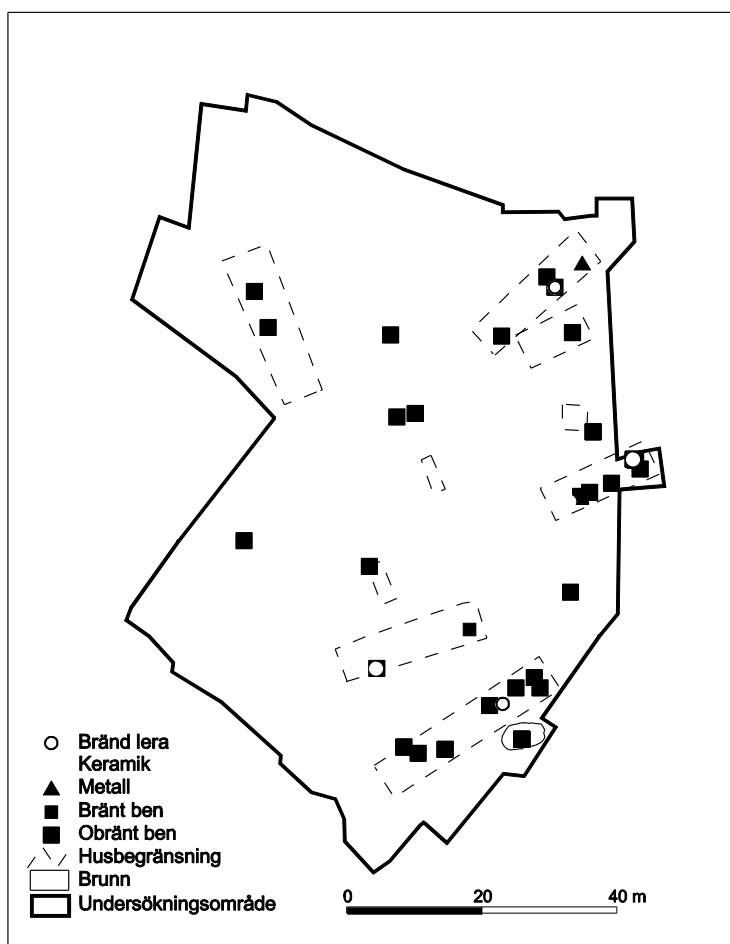 Bränd lera
Keramik
Metall
Bränt ben
Obränt ben
Husbegränsning
Brunn
Undersökningsområde
0 20 40 m